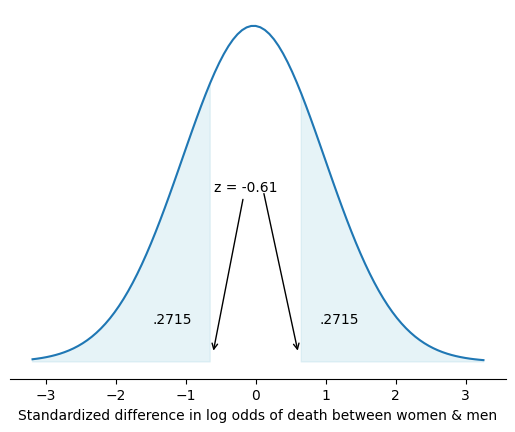 z = -0.61
.2715 .2715
−3 −2 −1 0 1 2 3
Standardized difference in log odds of death between women & men